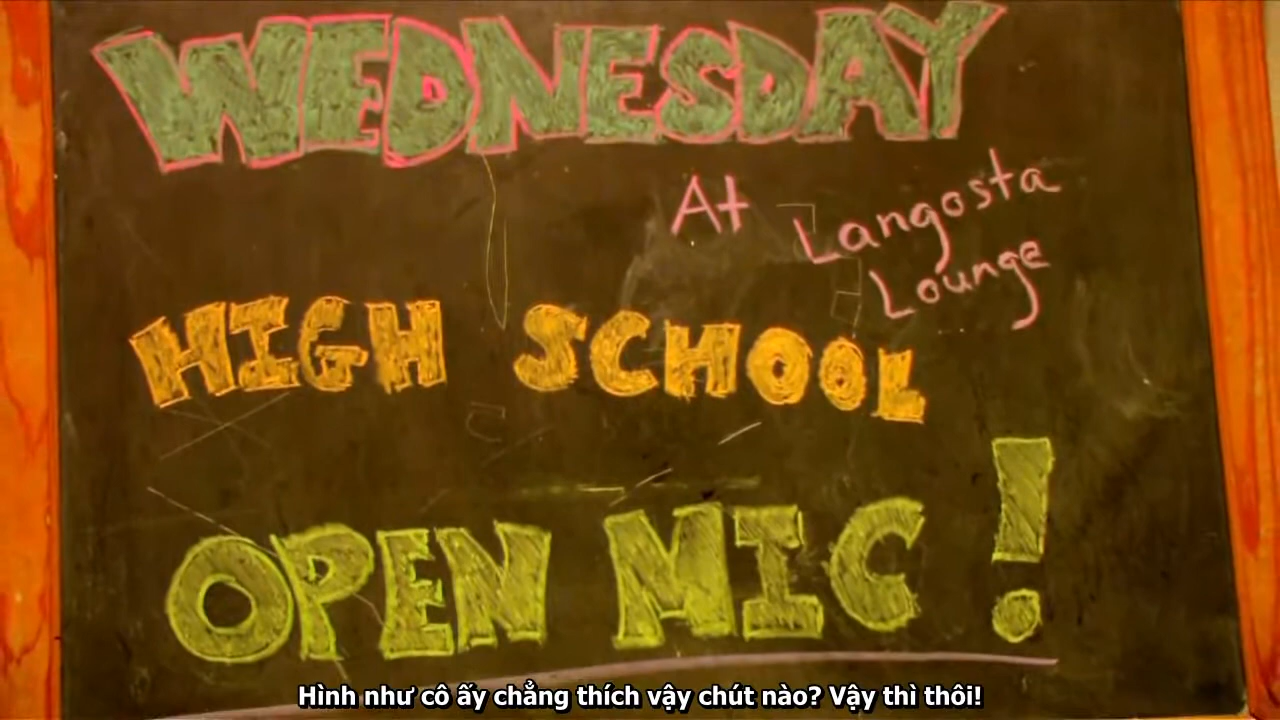 WEDNESDAY
At Langosta
Lounge
HIGH SCHOOL
OPEN MIC!
Hình như cô ấy chẳng thích vậy chút nào? Vậy thì thôi!